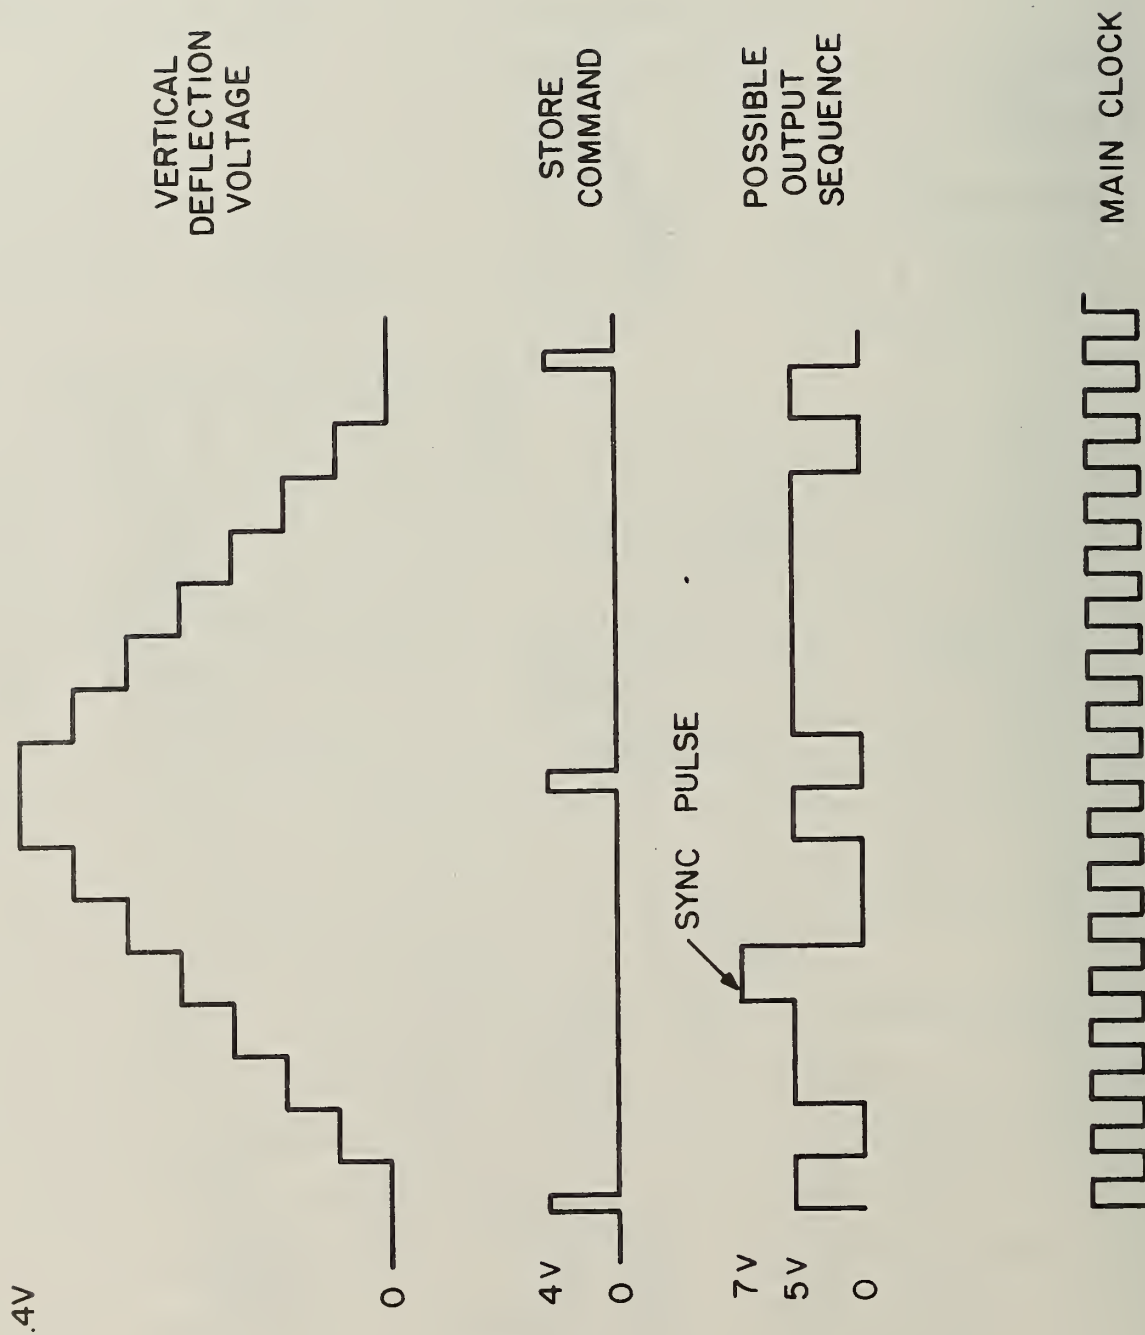 .4V
0
VERTICAL
DEFLECTION
VOLTAGE
4V
0
STORE
COMMAND
SYNC PULSE
7V
5V
0
POSSIBLE
OUTPUT
SEQUENCE
MAIN CLOCK